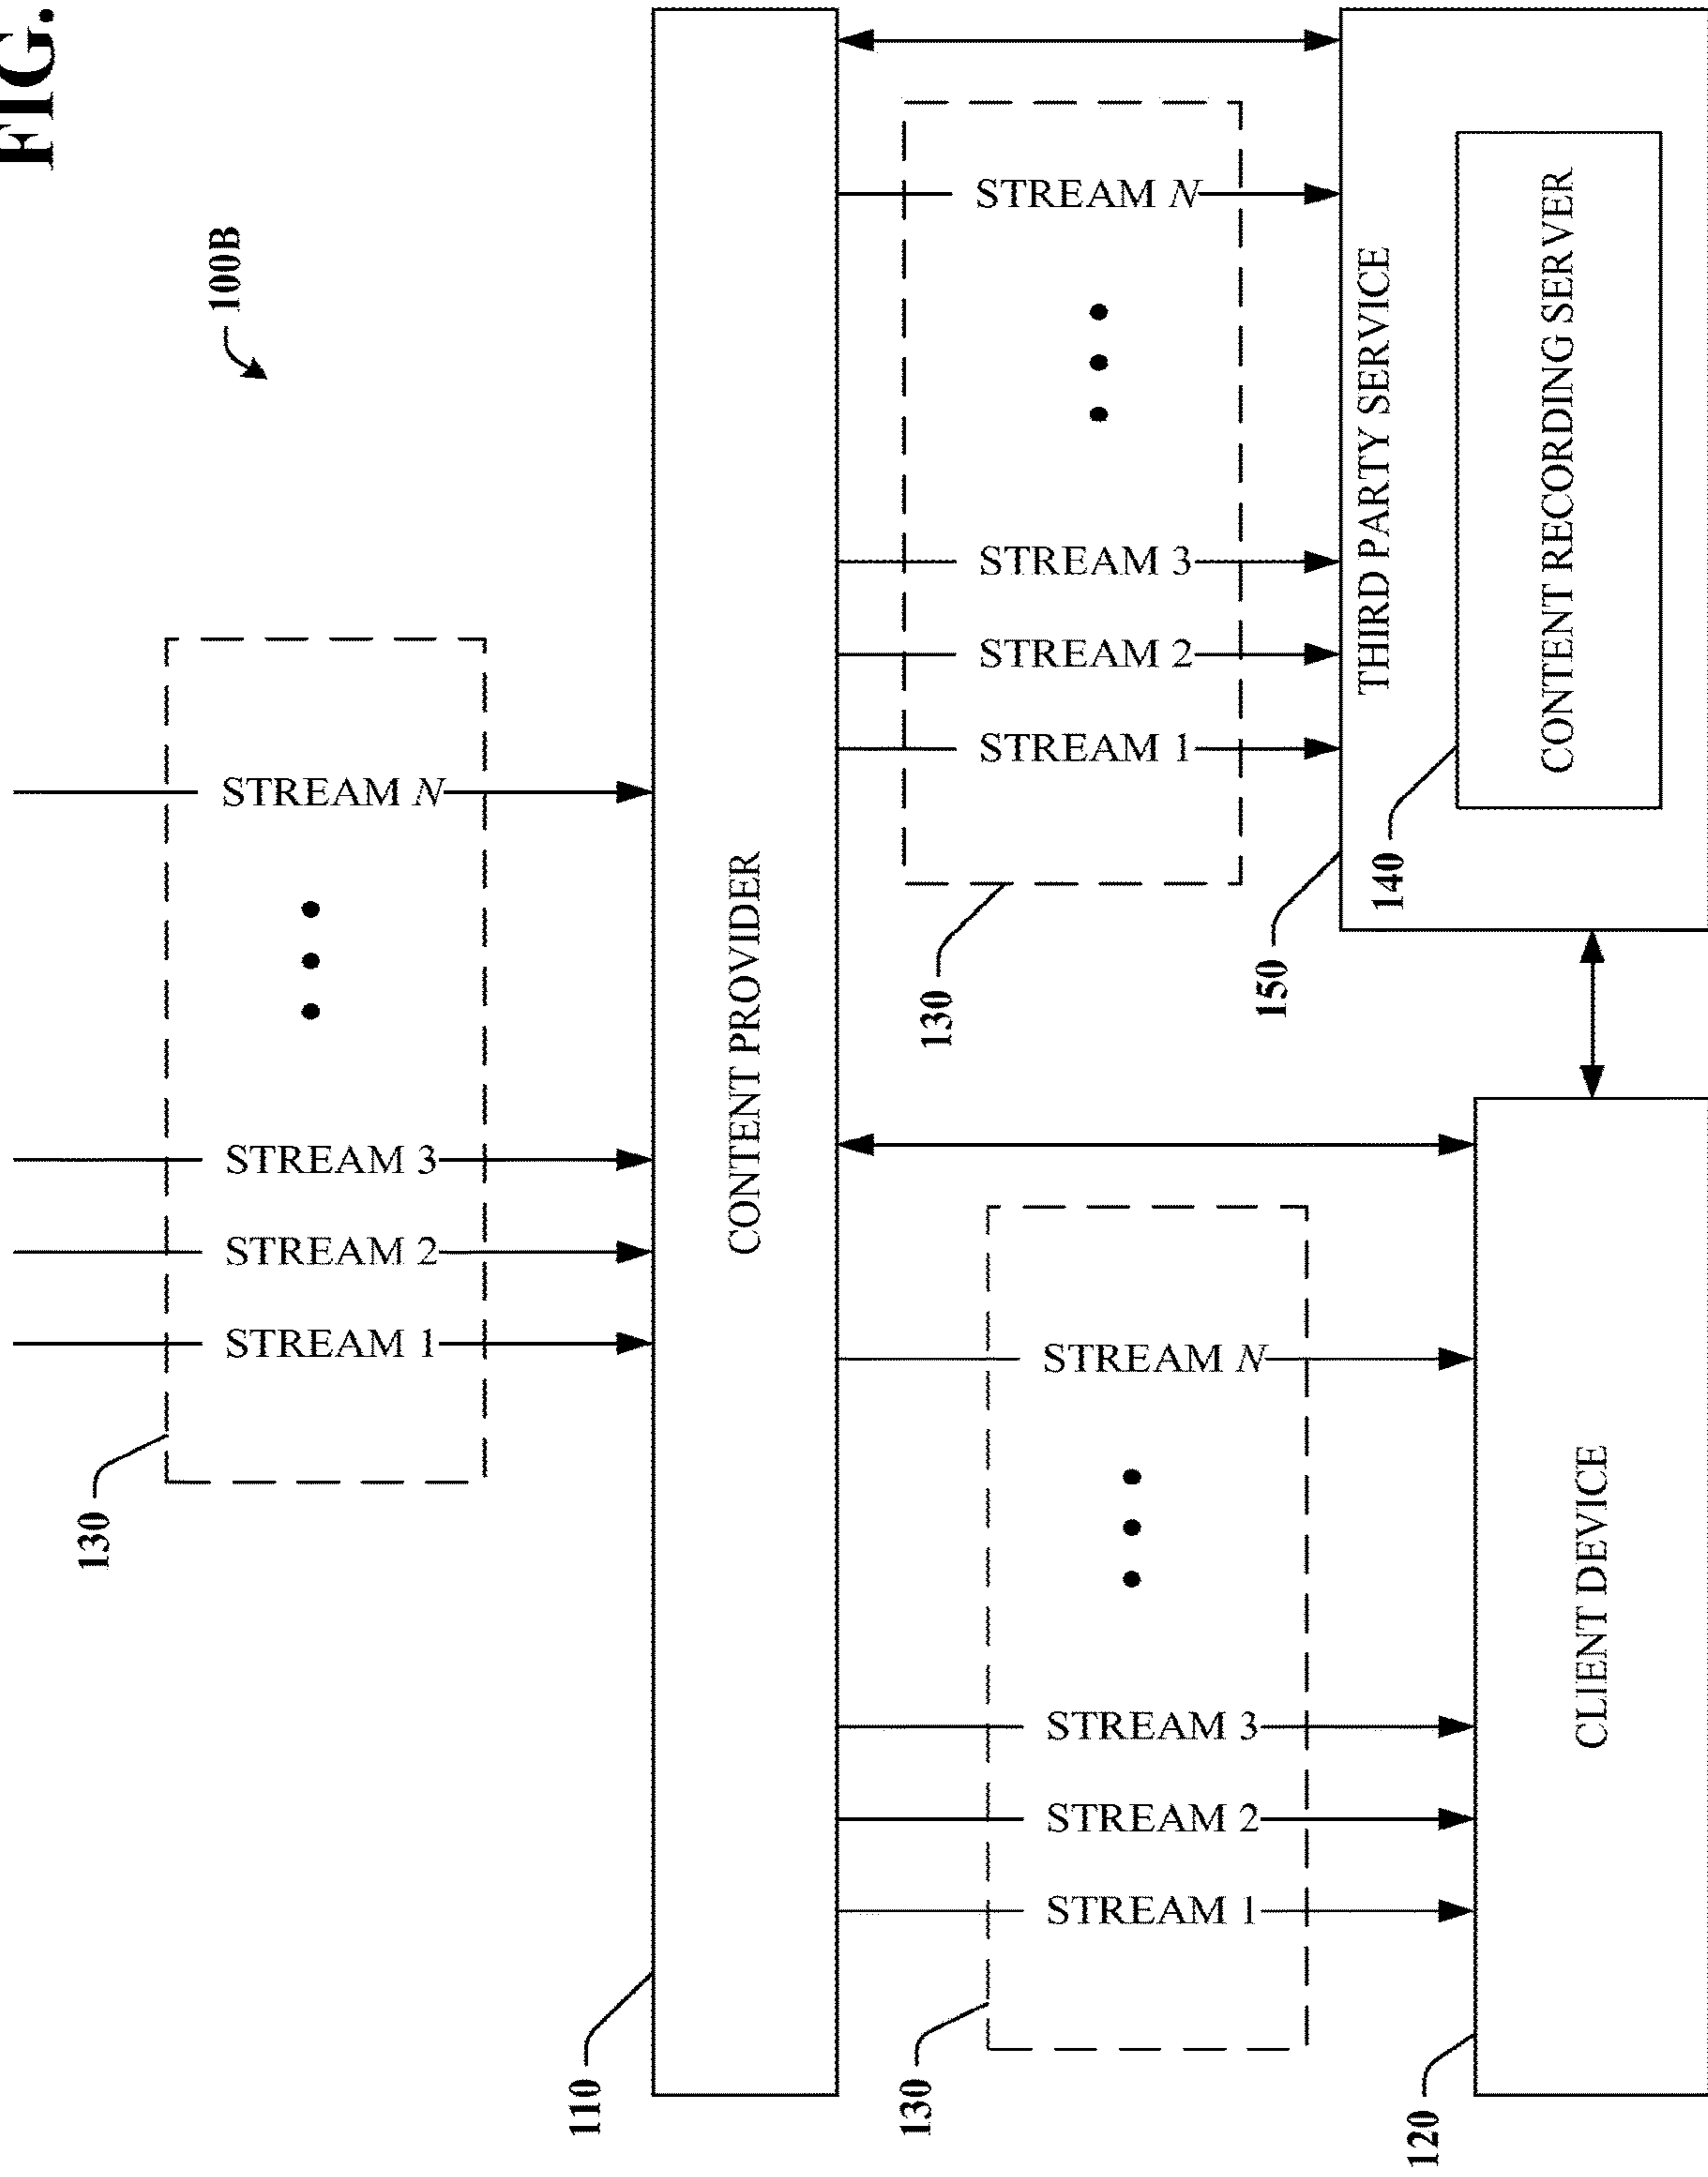 FIG.
100B
130
STREAM 1
STREAM 2
STREAM 3
STREAM N
110
CONTENT PROVIDER
130
STREAM 1
STREAM 2
STREAM 3
STREAM N
130
STREAM 1
STREAM 2
STREAM 3
STREAM N
120
CLIENT DEVICE
150
THIRD PARTY SERVICE
140
CONTENT RECORDING SERVER